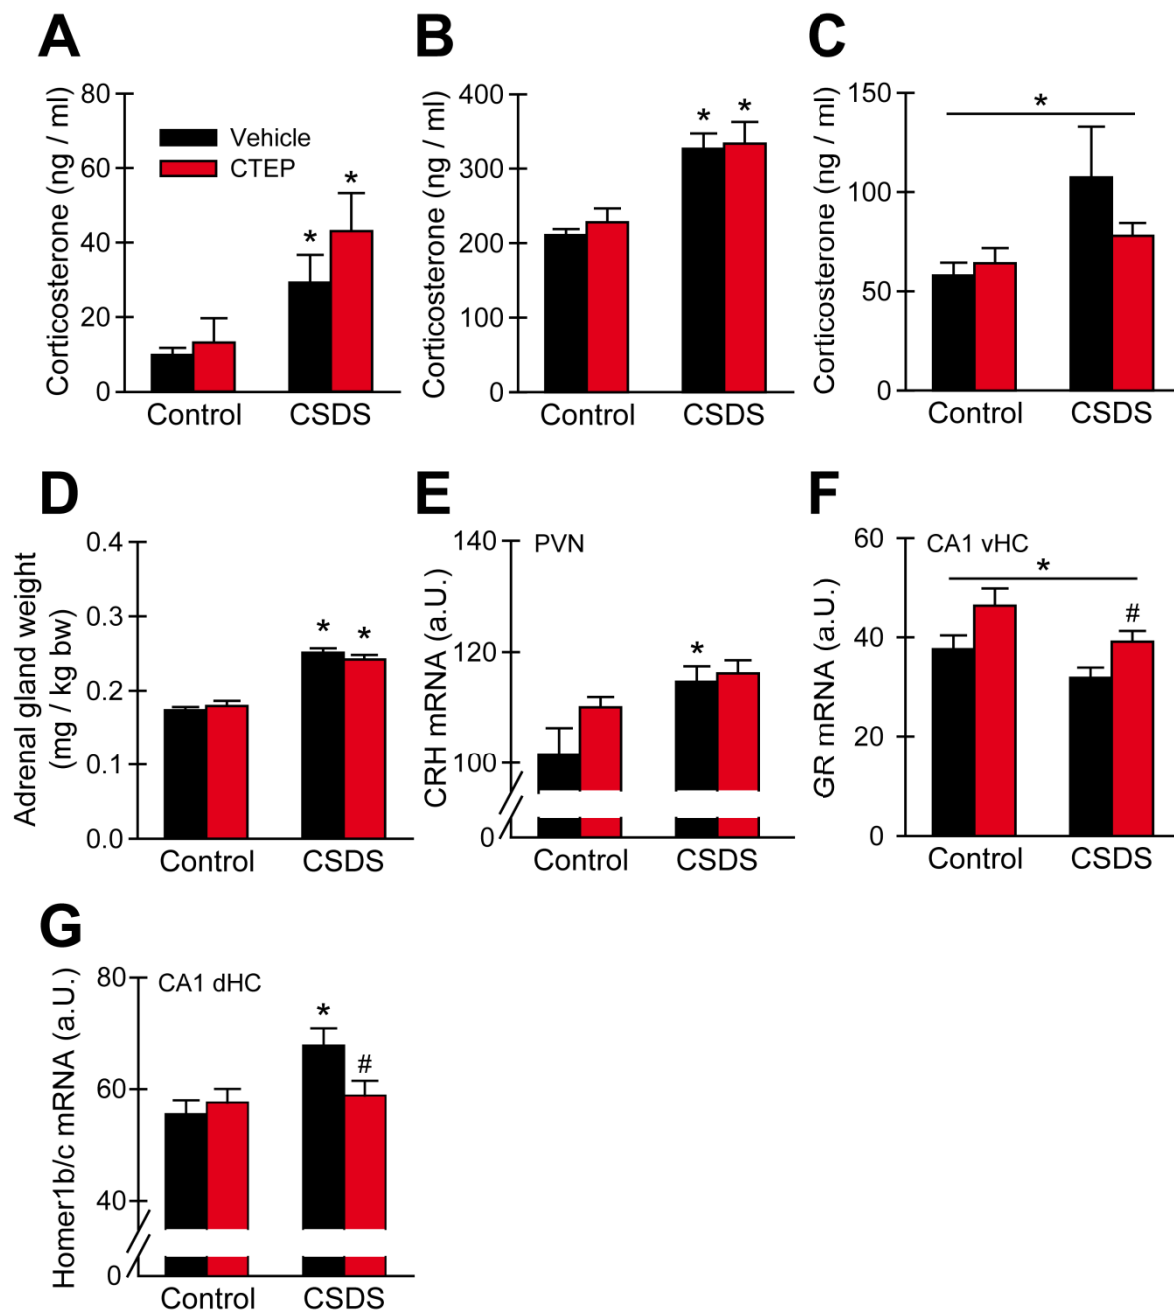 A
Corticosterone (ng / ml)
80
60
40
20
0
Vehicle
CTEP
*
*
Control
CSDS
B
Corticosterone (ng / ml)
400
300
200
100
0
*
*
Control
CSDS
C
Corticosterone (ng / ml)
150
100
50
0
*
Control
CSDS
D
Adrenal gland weight
(mg / kg bw)
0.4
0.3
0.2
0.1
0.0
*
*
Control
CSDS
E
CRH mRNA (a.U.)
140
120
100
0
PVN
*
Control
CSDS
F
GR mRNA (a.U.)
60
40
20
0
CA1 vHC
*
#
Control
CSDS
G
Homer1b/c mRNA (a.U.)
80
60
40
0
CA1 dHC
*
#
Control
CSDS